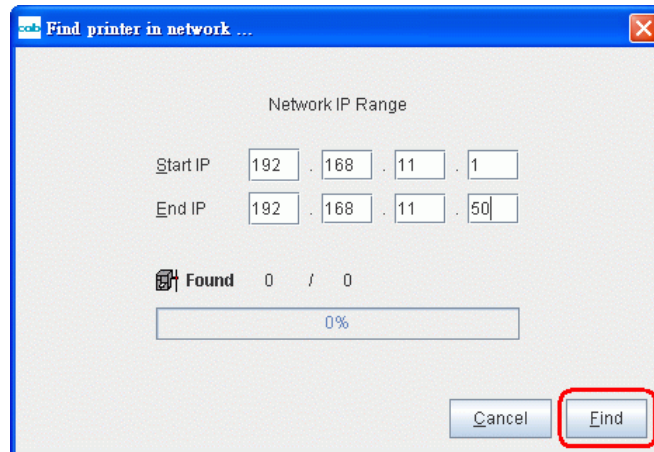 cab Find printer in network ...
Network IP Range
Start IP 192 . 168 . 11 . 1
End IP 192 . 168 . 11 . 50
Found 0 / 0
0%
Cancel Find